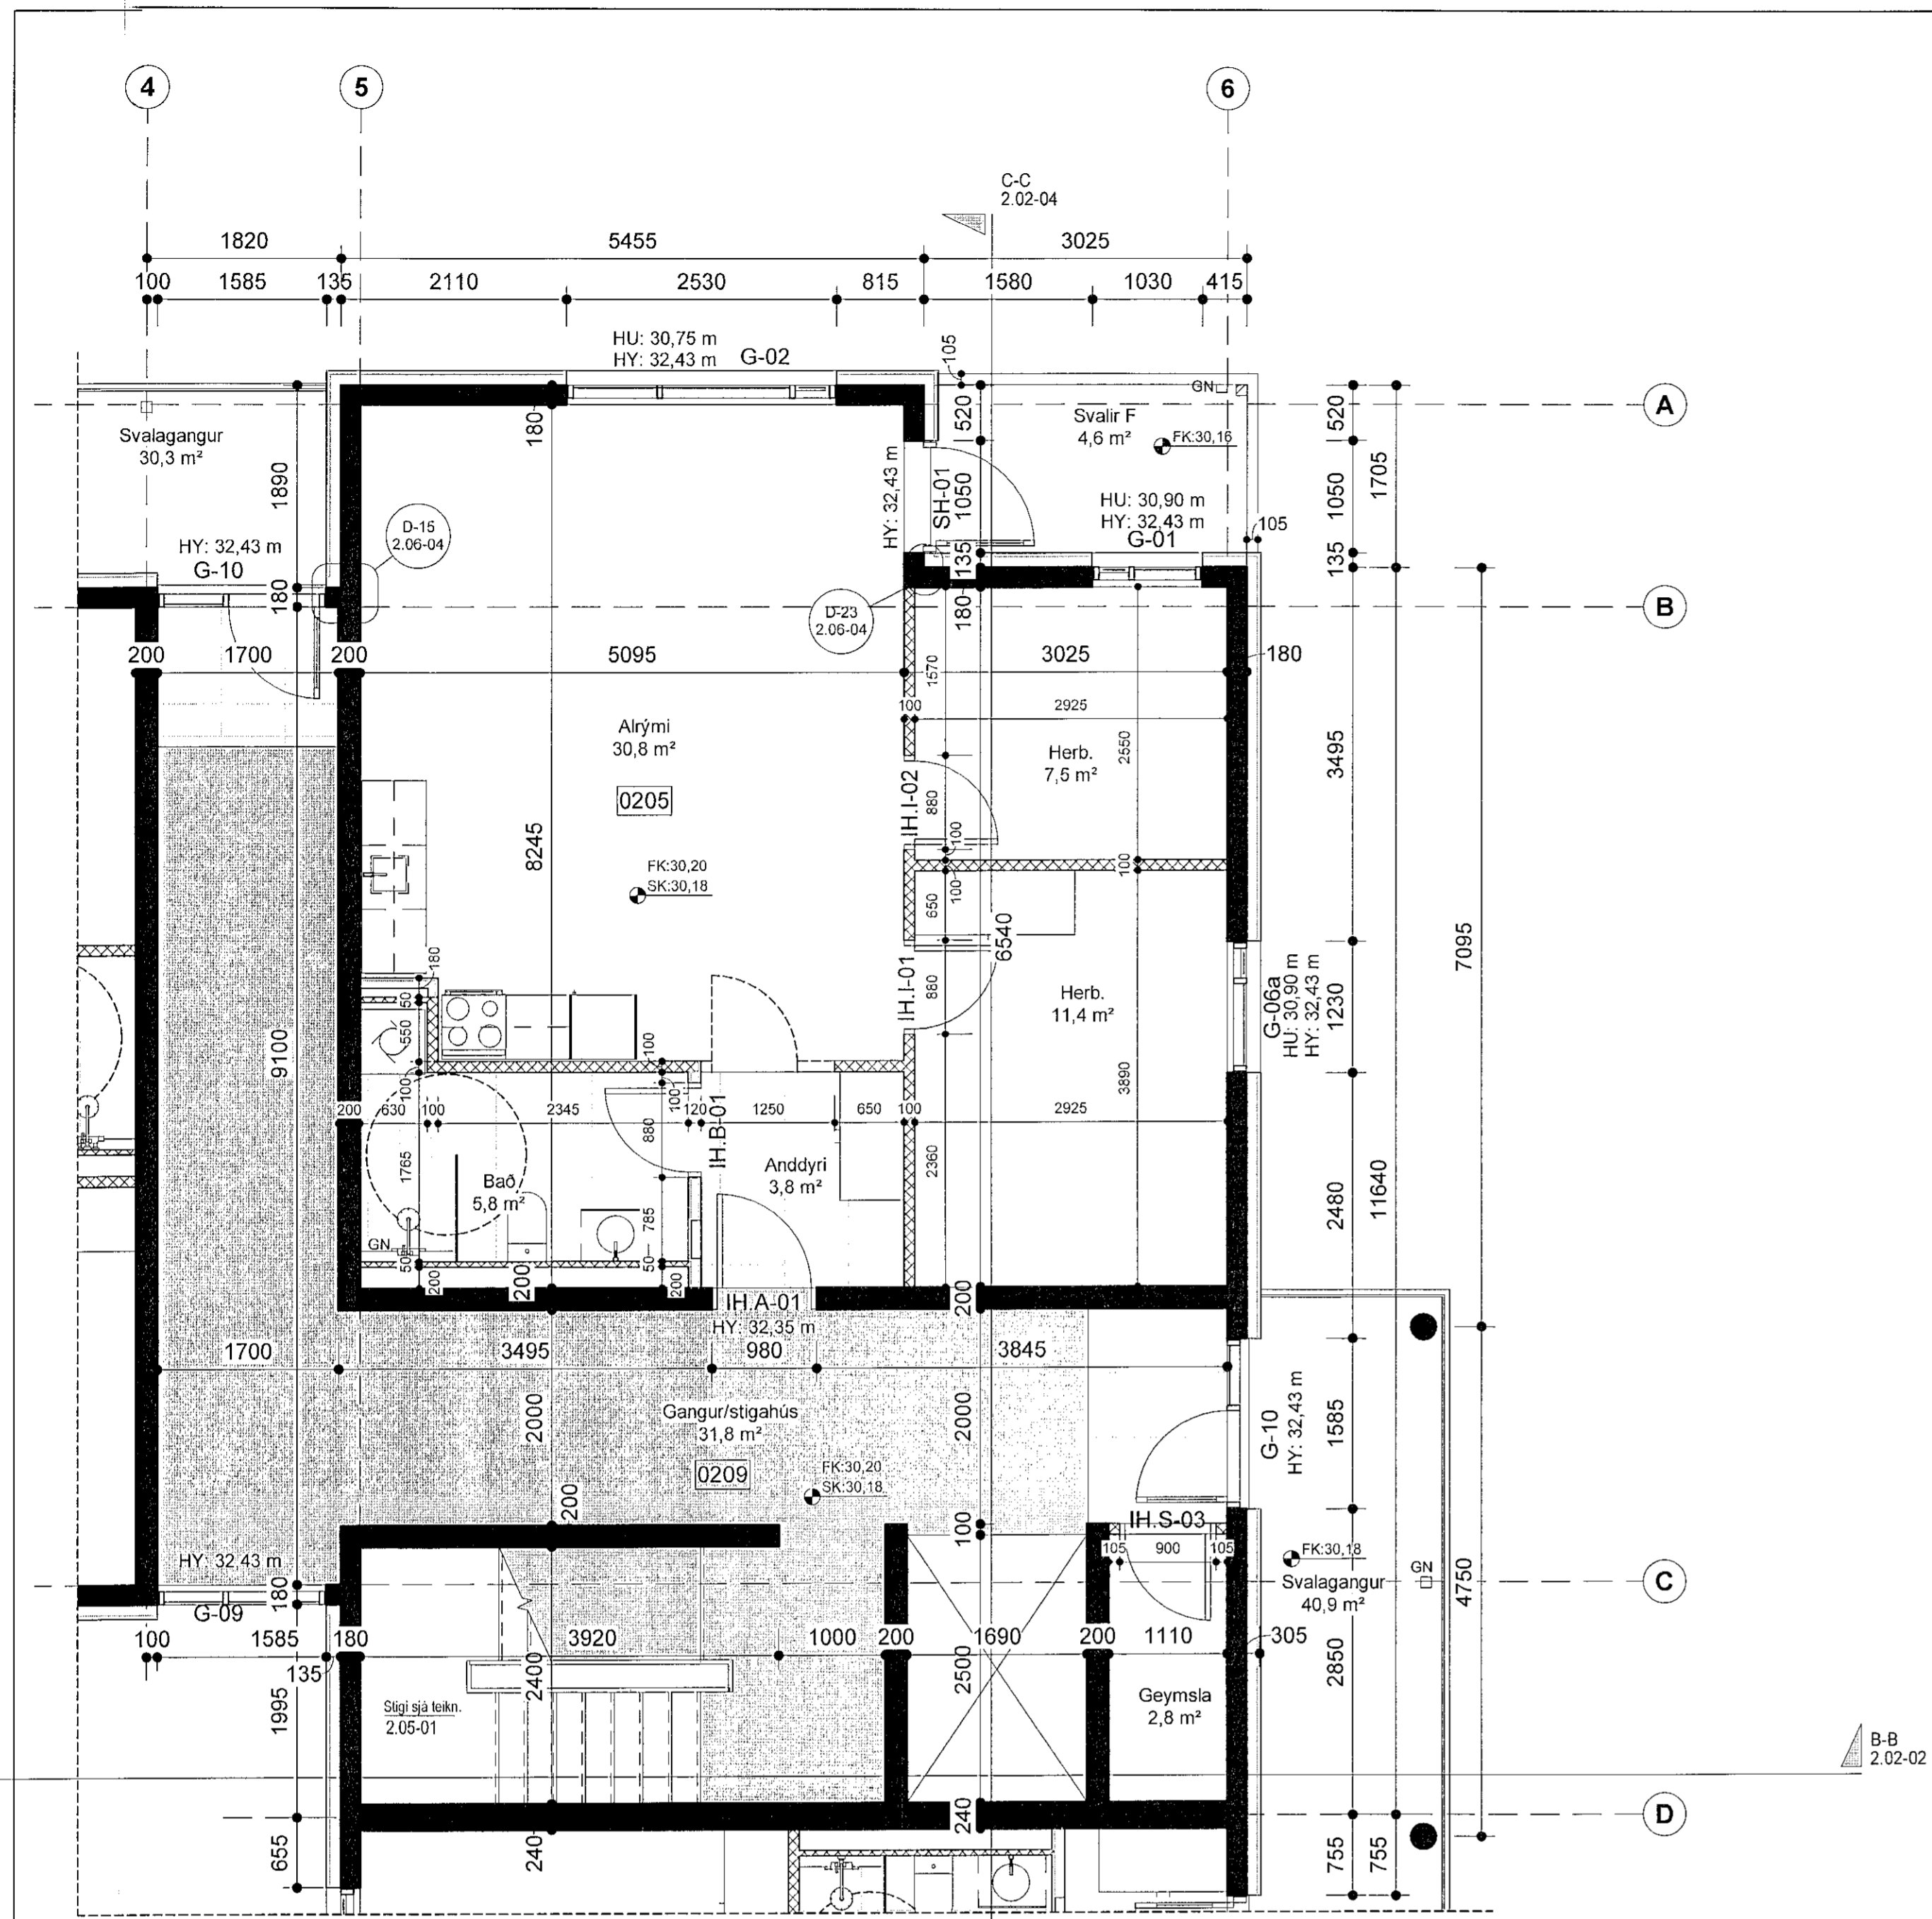 4
5
6
C-C
2.02-04
1820
5455
3025
100
1585
135
2110
2530
815
1580
1030
415
HU: 30,75 m
HY: 32,43 m
G-02
105
GN
A
Svalagangur
30,3 m²
180
520
Svalir F
4,6 m²
FK:30,16
520
1705
1890
D-15
2.06-04
HY: 32,43 m
SH-01
1050
HU: 30,90 m
HY: 32,43 m
G-01
105
1050
HY: 32,43 m
G-10
135
135
180
D-23
2.06-04
180
B
200
1700
200
5095
3025
180
1570
100
2925
Alrými
30,8 m²
Herb.
7,5 m²
2550
3495
0205
IH.I-02
880
8245
FK:30,20
SK:30,18
100
100
100
650
6540
7095
180
IH.I-01
880
Herb.
11,4 m²
G-06a
HU: 30,90 m
HY: 32,43 m
1230
50
550
9100
100
100
100
3890
200
630
100
2345
120
1250
650
100
2925
880
IH.B-01
1765
Bað
5,8 m²
Anddyri
3,8 m²
2360
2480
11640
785
GN
50
200
200
50
200
200
IH.A-01
HY: 32,35 m
1700
3495
980
3845
2000
Gangur/stigahús
31,8 m²
2000
G-10
HY: 32,43 m
1585
0209
FK:30,20
SK:30,18
200
100
IH.S-03
105
900
105
FK:30,18
GN
HY: 32,43 m
180
G-09
Svalagangur
40,9 m²
C
4750
100
1585
180
3920
1000
200
1690
200
1110
305
135
1995
2400
2500
2850
Stigi sjá teikn.
2.05-01
Geymsla
2,8 m²
B-B
2.02-02
240
D
655
240
755
755